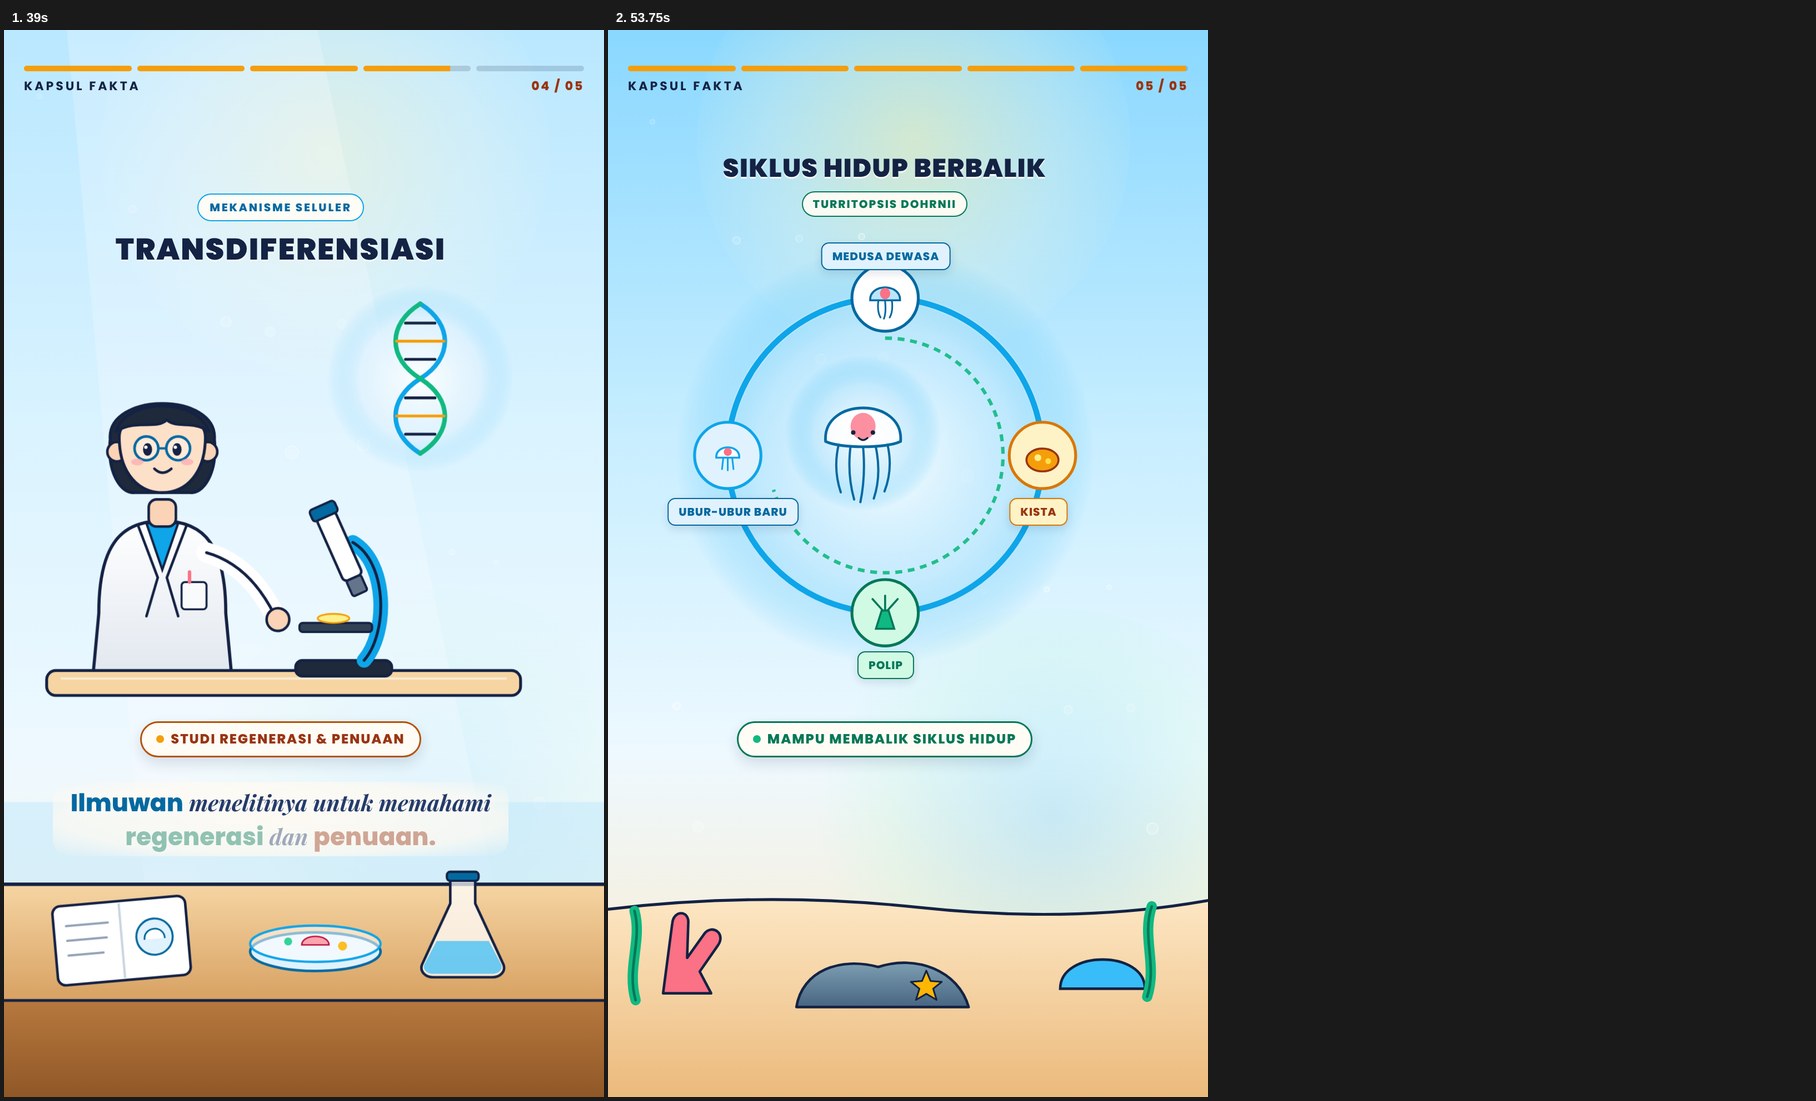 1. 39s
KAPSUL FAKTA
04 / 05
MEKANISME SELULER
TRANSDIFERENSIASI
STUDI REGENERASI & PENUAAN
Ilmuwan menelitinya untuk memahami
regenerasi dan penuaan.
2. 53.75s
KAPSUL FAKTA
05 / 05
SIKLUS HIDUP BERBALIK
TURRITOPSIS DOHRNII
MEDUSA DEWASA
UBUR-UBUR BARU
KISTA
POLIP
MAMPU MEMBALIK SIKLUS HIDUP